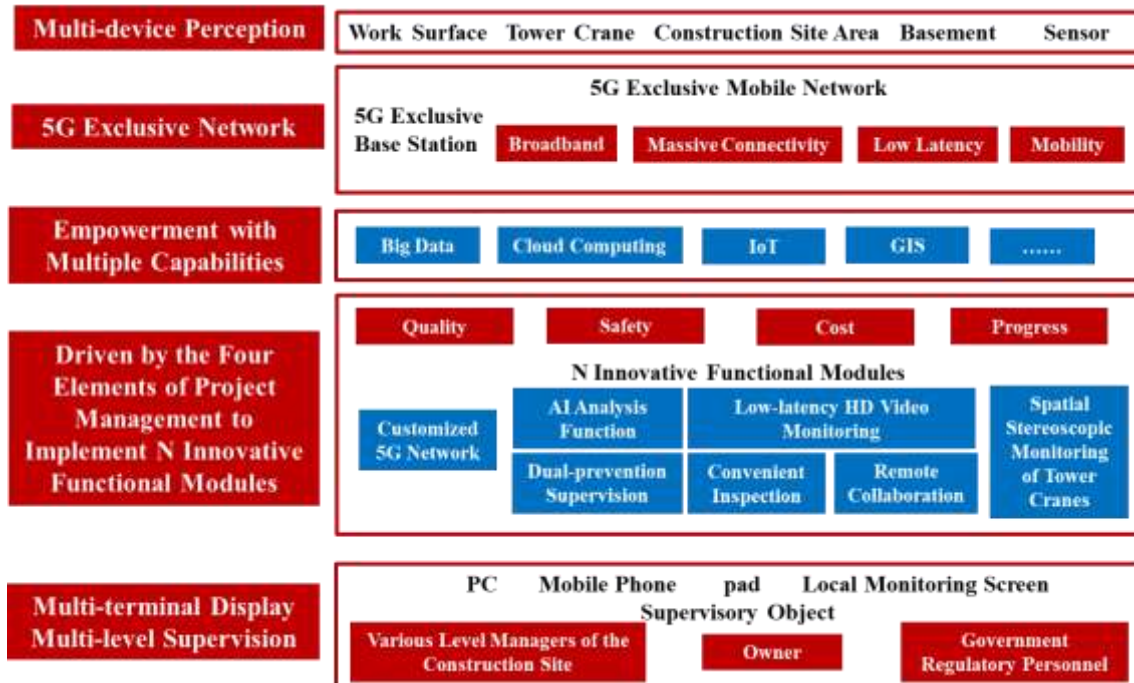 Multi-device Perception
Work Surface Tower Crane Construction Site Area Basement Sensor
5G Exclusive Network
5G Exclusive Mobile Network
5G Exclusive
Base Station
Broadband
Massive Connectivity
Low Latency
Mobility
Empowerment with
Multiple Capabilities
Big Data
Cloud Computing
IoT
GIS
......
Driven by the Four
Elements of Project
Management to
Implement N Innovative
Functional Modules
Quality
Safety
Cost
Progress
N Innovative Functional Modules
Customized
5G Network
AI Analysis
Function
Low-latency HD Video
Monitoring
Dual-prevention
Supervision
Convenient
Inspection
Remote
Collaboration
Spatial
Stereoscopic
Monitoring
of Tower
Cranes
Multi-terminal Display
Multi-level Supervision
PC Mobile Phone pad Local Monitoring Screen
Supervisory Object
Various Level Managers of the
Construction Site
Owner
Government
Regulatory Personnel